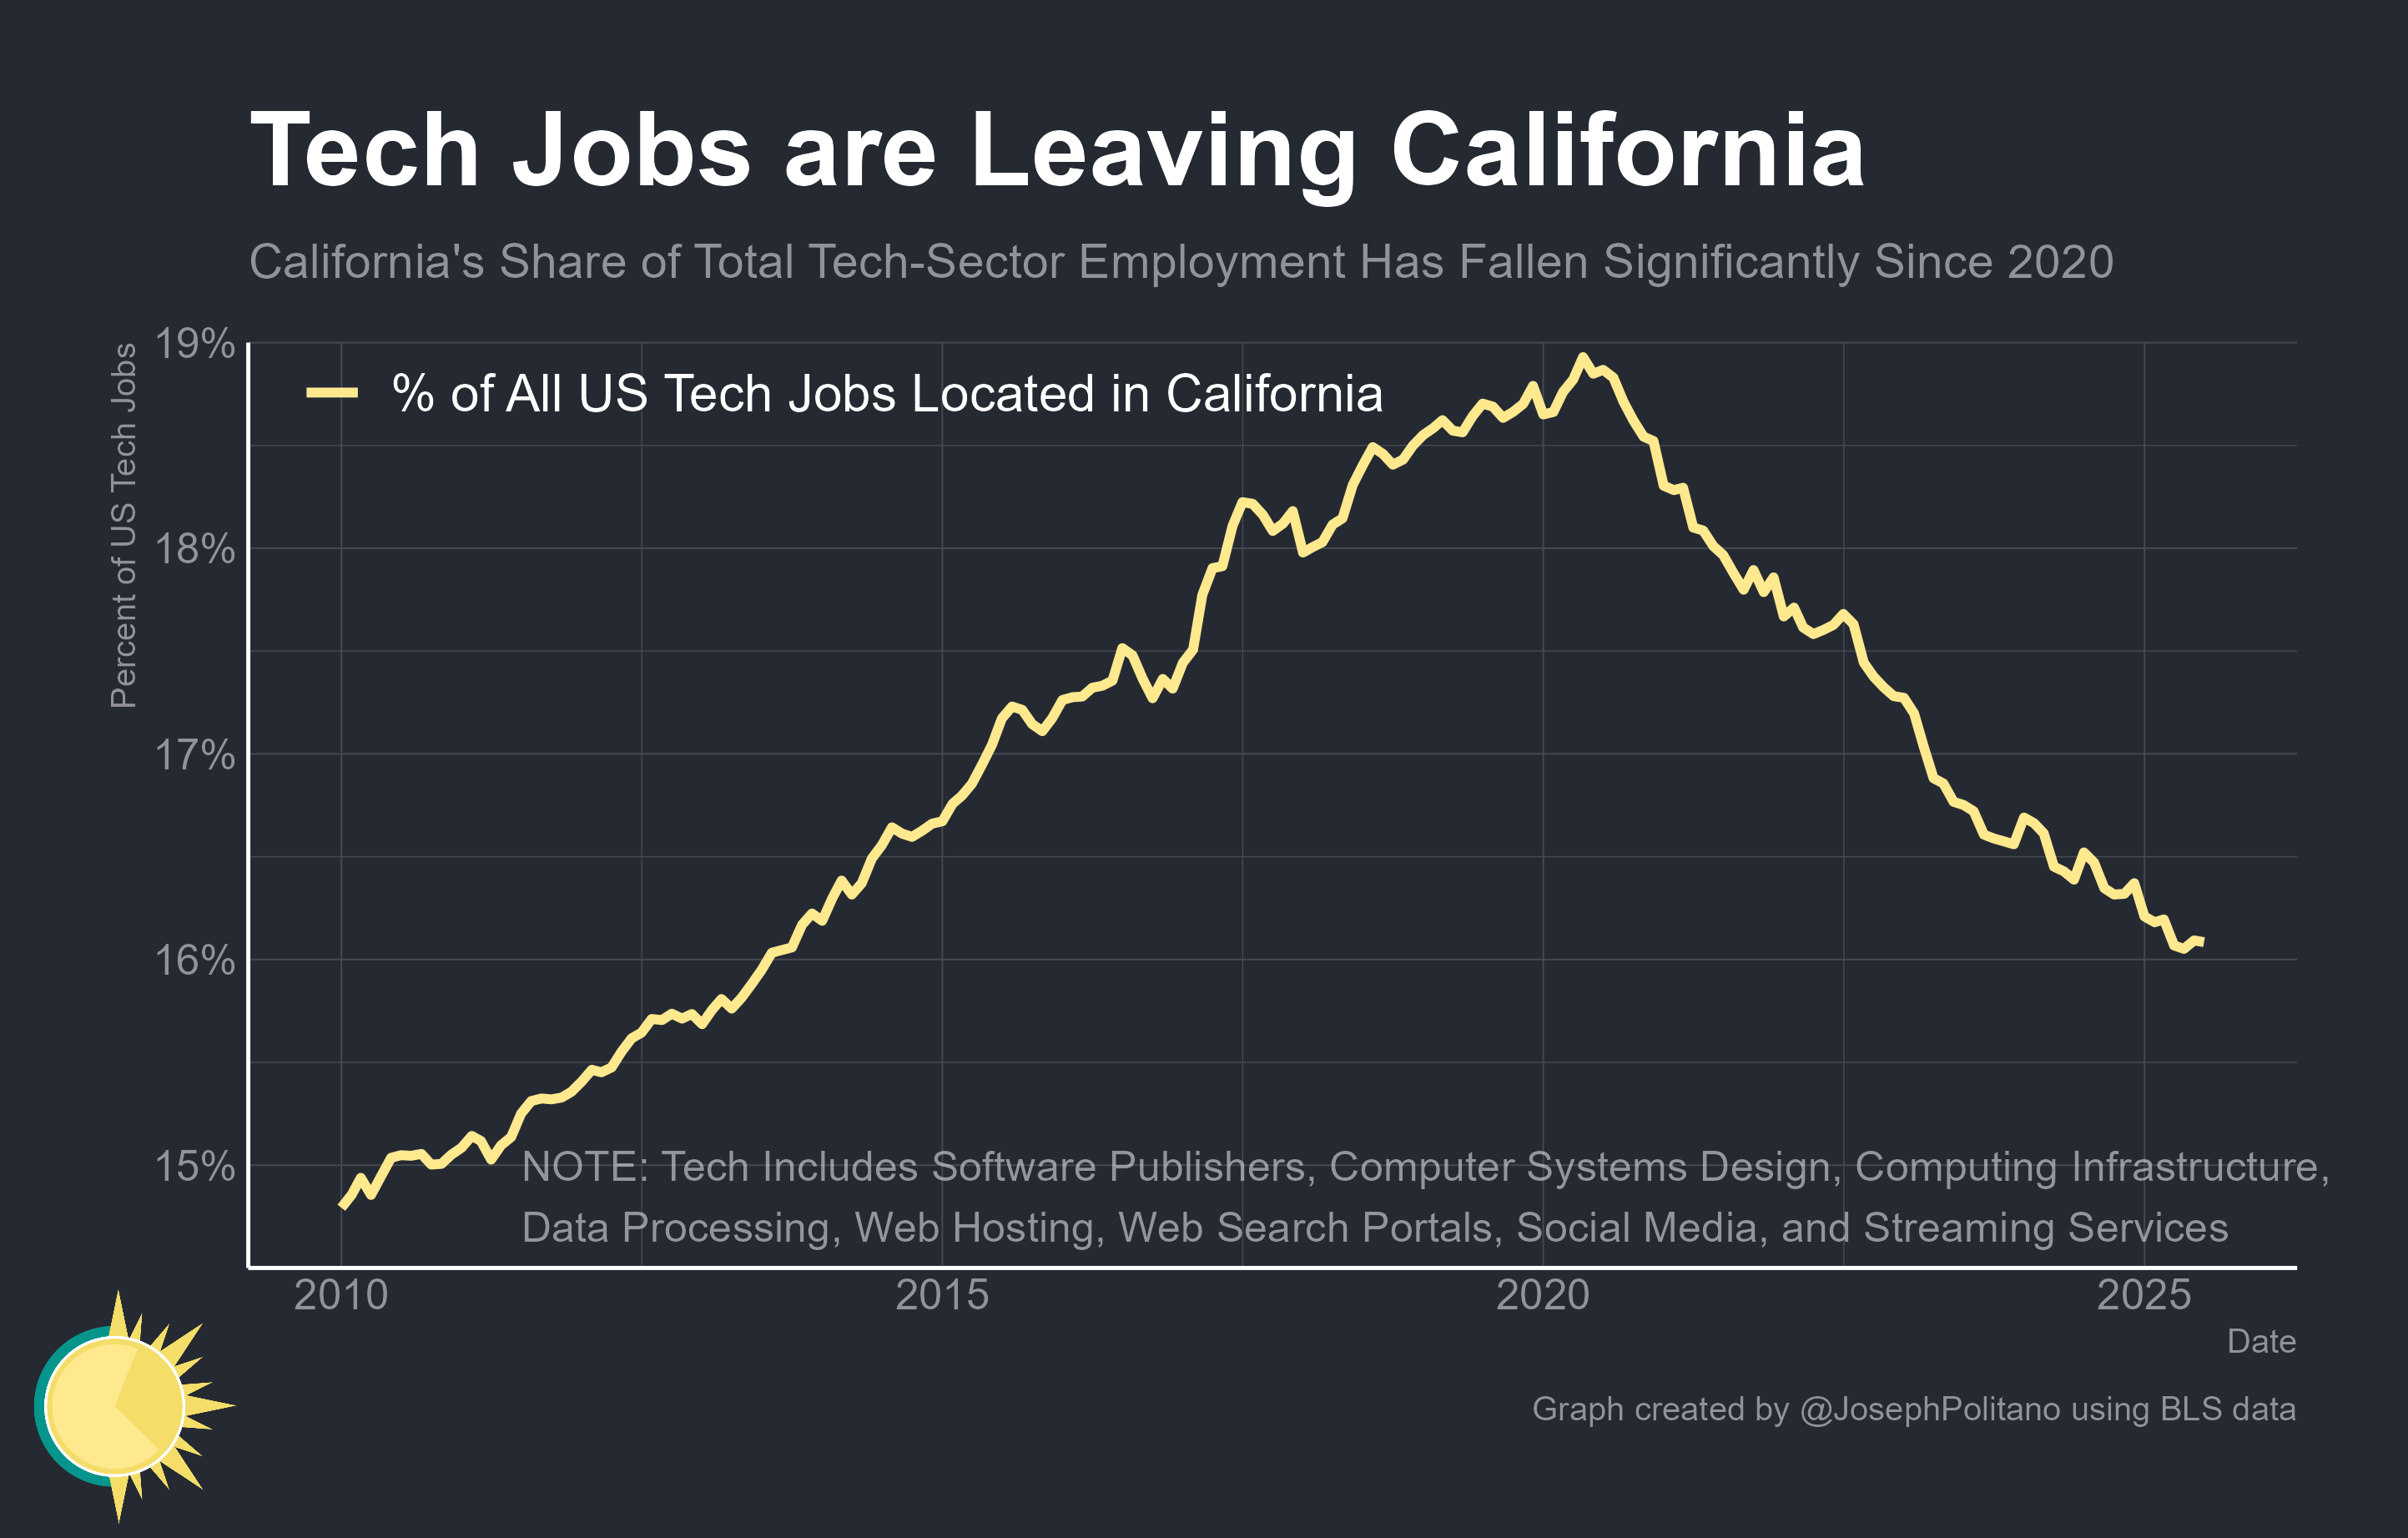 Tech Jobs are Leaving California
California's Share of Total Tech-Sector Employment Has Fallen Significantly Since 2020
Percent of US Tech Jobs
19%
% of All US Tech Jobs Located in California
18%
17%
16%
15%
NOTE: Tech Includes Software Publishers, Computer Systems Design, Computing Infrastructure,
Data Processing, Web Hosting, Web Search Portals, Social Media, and Streaming Services
2010 2015 2020 2025
Date
Graph created by @JosephPolitano using BLS data